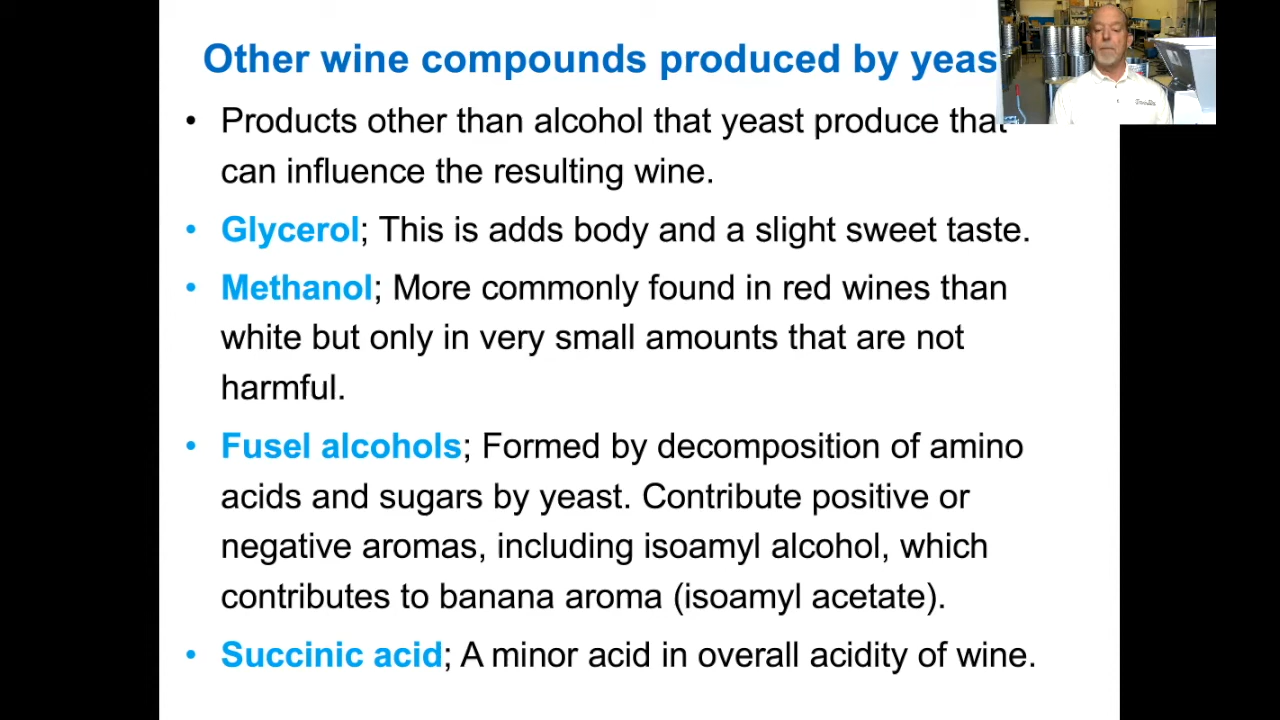 Other wine compounds produced by yeas
• Products other than alcohol that yeast produce that
can influence the resulting wine.
• Glycerol; This is adds body and a slight sweet taste.
• Methanol; More commonly found in red wines than
white but only in very small amounts that are not
harmful.
• Fusel alcohols; Formed by decomposition of amino
acids and sugars by yeast. Contribute positive or
negative aromas, including isoamyl alcohol, which
contributes to banana aroma (isoamyl acetate).
• Succinic acid; A minor acid in overall acidity of wine.